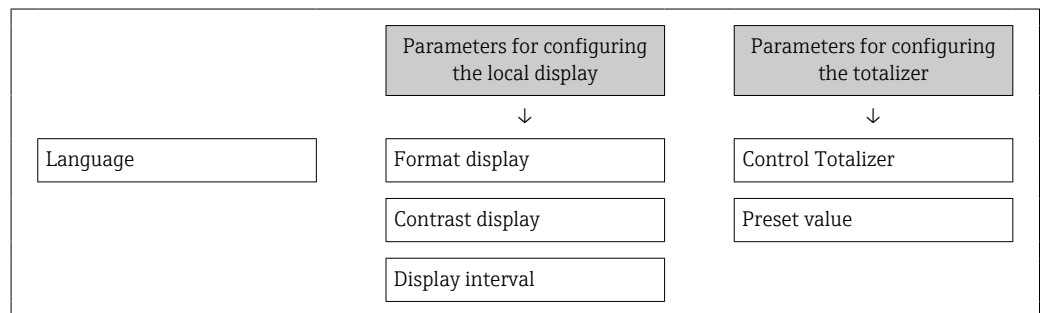 Parameters for configuring
the local display
Parameters for configuring
the totalizer
↓
↓
Language
Format display
Control Totalizer
Contrast display
Preset value
Display interval